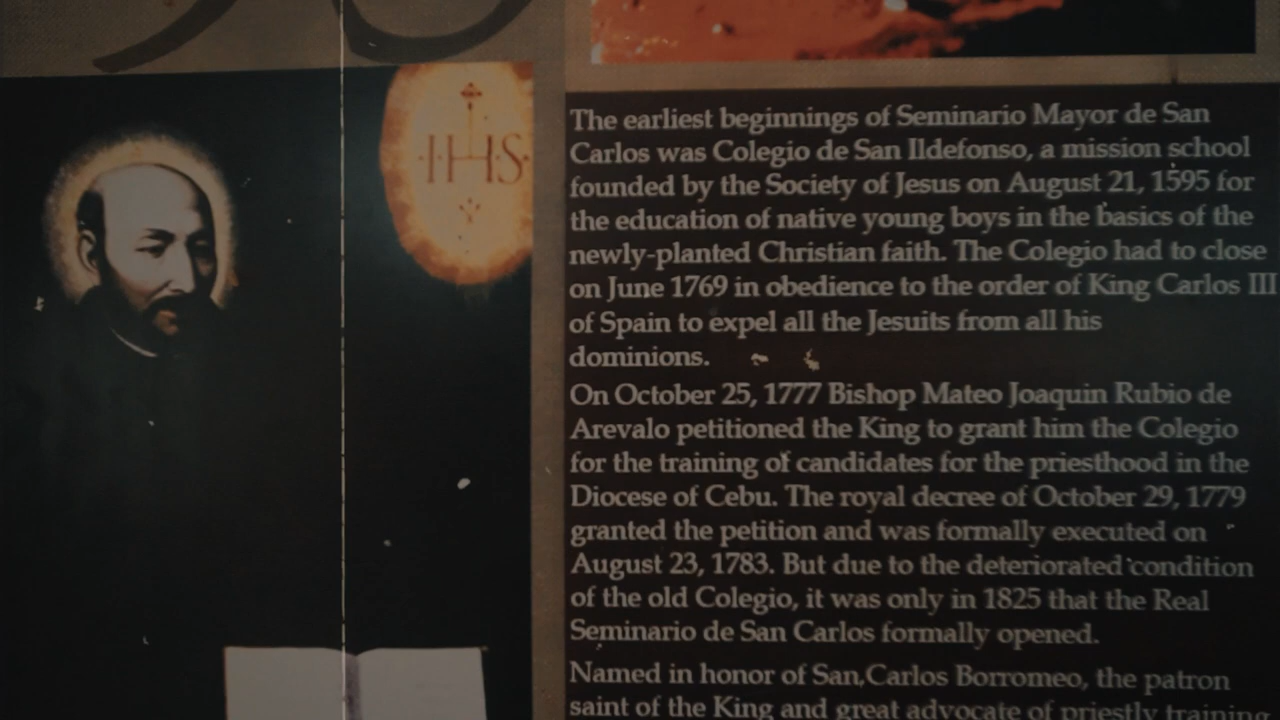 IHS
The earliest beginnings of Seminario Mayor de San
Carlos was Colegio de San Ildefonso, a mission school
founded by the Society of Jesus on August 21, 1595 for
the education of native young boys in the basics of the
newly-planted Christian faith. The Colegio had to close
on June 1769 in obedience to the order of King Carlos III
of Spain to expel all the Jesuits from all his
dominions.
On October 25, 1777 Bishop Mateo Joaquin Rubio de
Arevalo petitioned the King to grant him the Colegio
for the training of candidates for the priesthood in the
Diocese of Cebu. The royal decree of October 29, 1779
granted the petition and was formally executed on
August 23, 1783. But due to the deteriorated condition
of the old Colegio, it was only in 1825 that the Real
Seminario de San Carlos formally opened.
Named in honor of San Carlos Borromeo, the patron
saint of the King and great advocate of priestly training